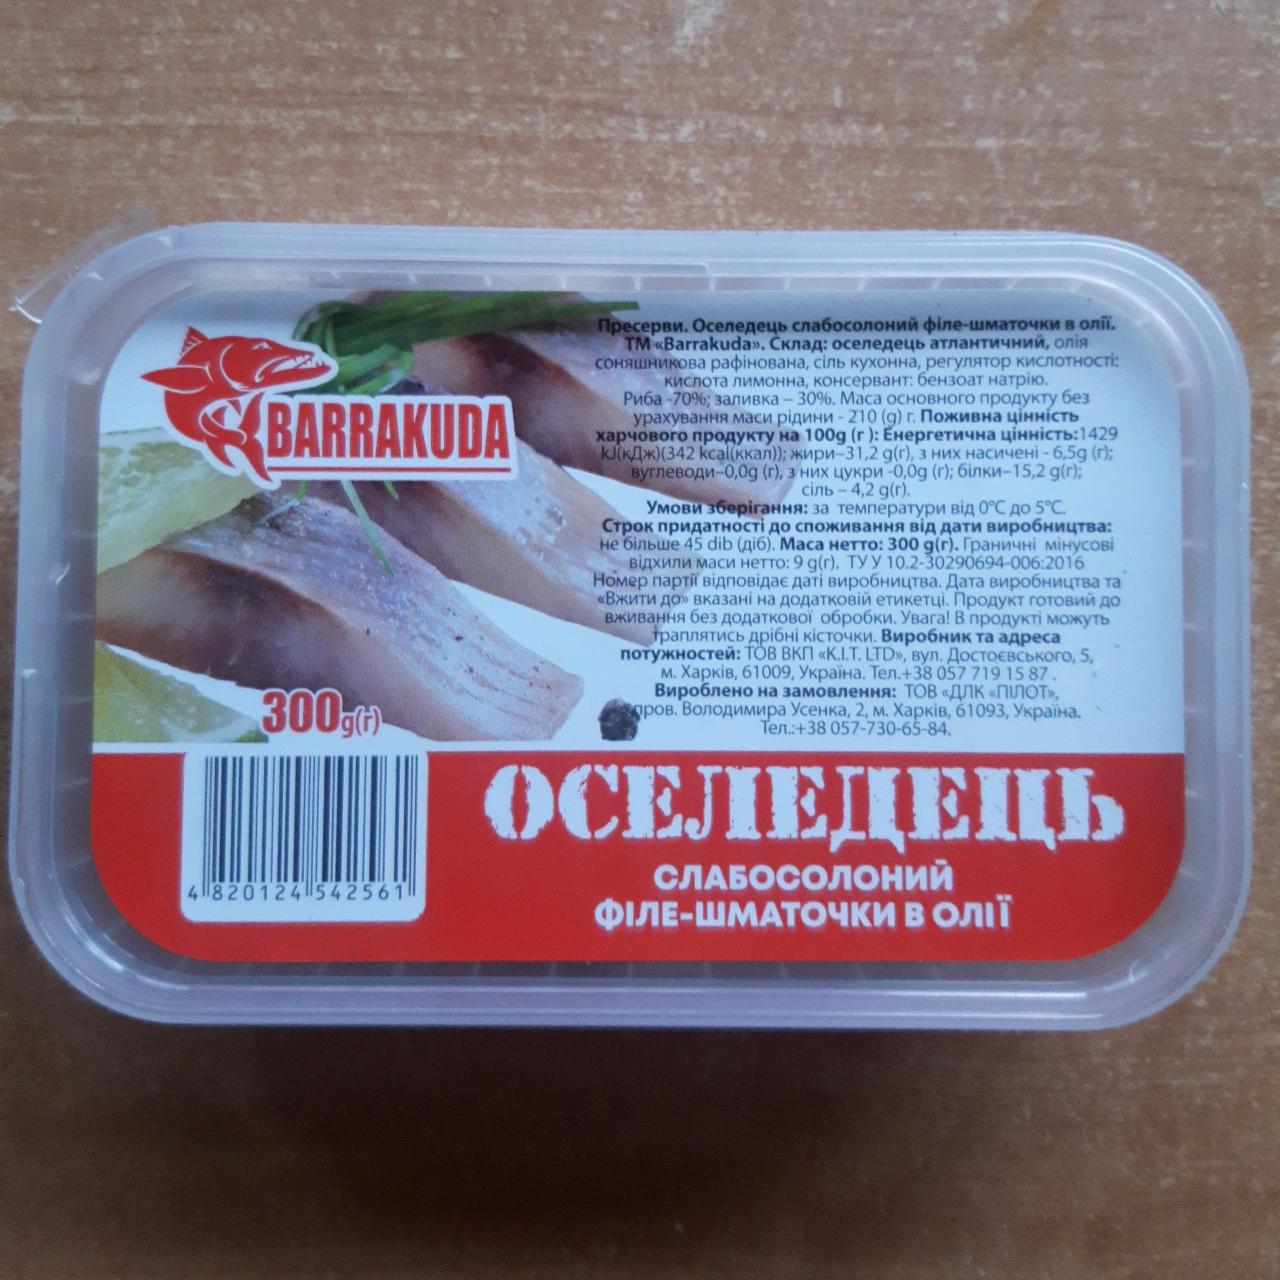 Пресерви. Оселедець слабосолоний філе-шматочки в олії.
ТМ «Barrakuda». Склад: оселедець атлантичний, олія
соняшникова рафінована, сіль кухонна, регулятор кислотності:
кислота лимонна, консервант: бензоат натрію.
Риба -70%; заливка – 30%. Маса основного продукту без
урахування маси рідини - 210 (g) г. Поживна цінність
харчового продукту на 100g (г ): Енергетична цінність:1429
kJ(кДж)(342 kcal(ккал)); жири–31,2 g(г), з них насичені - 6,5g (г);
вуглеводи–0,0g (г), з них цукри -0,0g (г); білки–15,2 g(г);
сіль – 4,2 g(г).
Умови зберігання: за температури від 0°С до 5°С.
Строк придатності до споживання від дати виробництва:
не більше 45 dib (діб). Маса нетто: 300 g(г). Граничні мінусові
відхили маси нетто: 9 g(г). ТУ У 10.2-30290694-006:2016
Номер партії відповідає даті виробництва. Дата виробництва та
«Вжити до» вказані на додатковій етикетці. Продукт готовий до
вживання без додаткової обробки. Увага! В продукті можуть
траплятись дрібні кісточки. Виробник та адреса
потужностей: ТОВ ВКП «К.І.Т. LTD», вул. Достоєвського, 5,
м. Харків, 61009, Україна. Тел.+38 057 719 15 87 .
Вироблено на замовлення: ТОВ «ДЛК «ПІЛОТ»,
пров. Володимира Усенка, 2, м. Харків, 61093, Україна.
Тел.:+38 057-730-65-84.
BARRAKUDA
300g(г)
4 820124 542561
ОСЕЛЕДЕЦЬ
СЛАБОСОЛОНИЙ
ФІЛЕ-ШМАТОЧКИ В ОЛІЇ